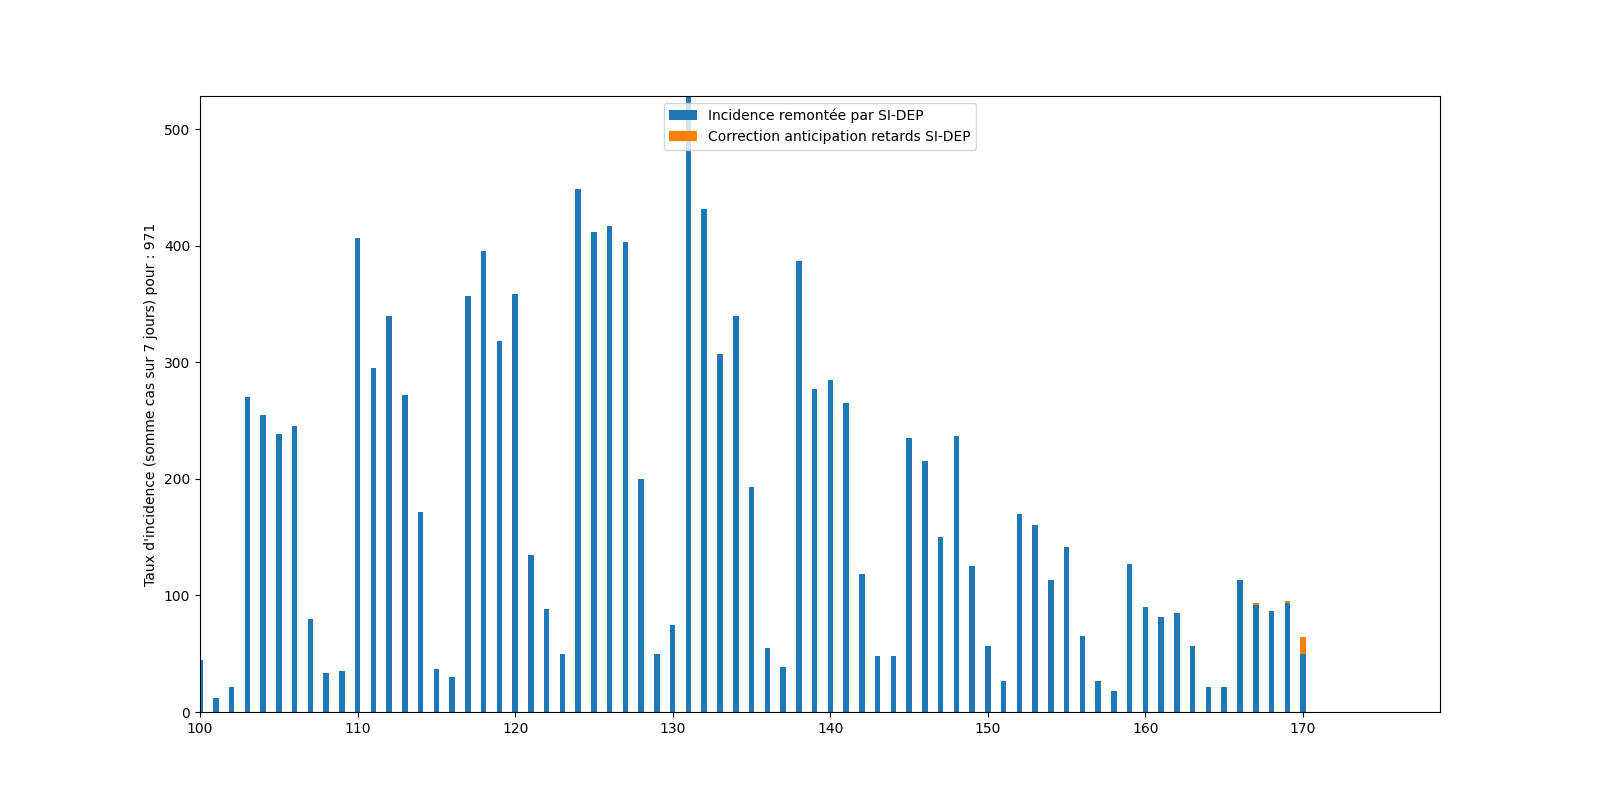 Incidence remontée par SI-DEP
Correction anticipation retards SI-DEP
Taux d'incidence (somme cas sur 7 jours) pour : 971
500
400
300
200
100
0
100 110 120 130 140 150 160 170